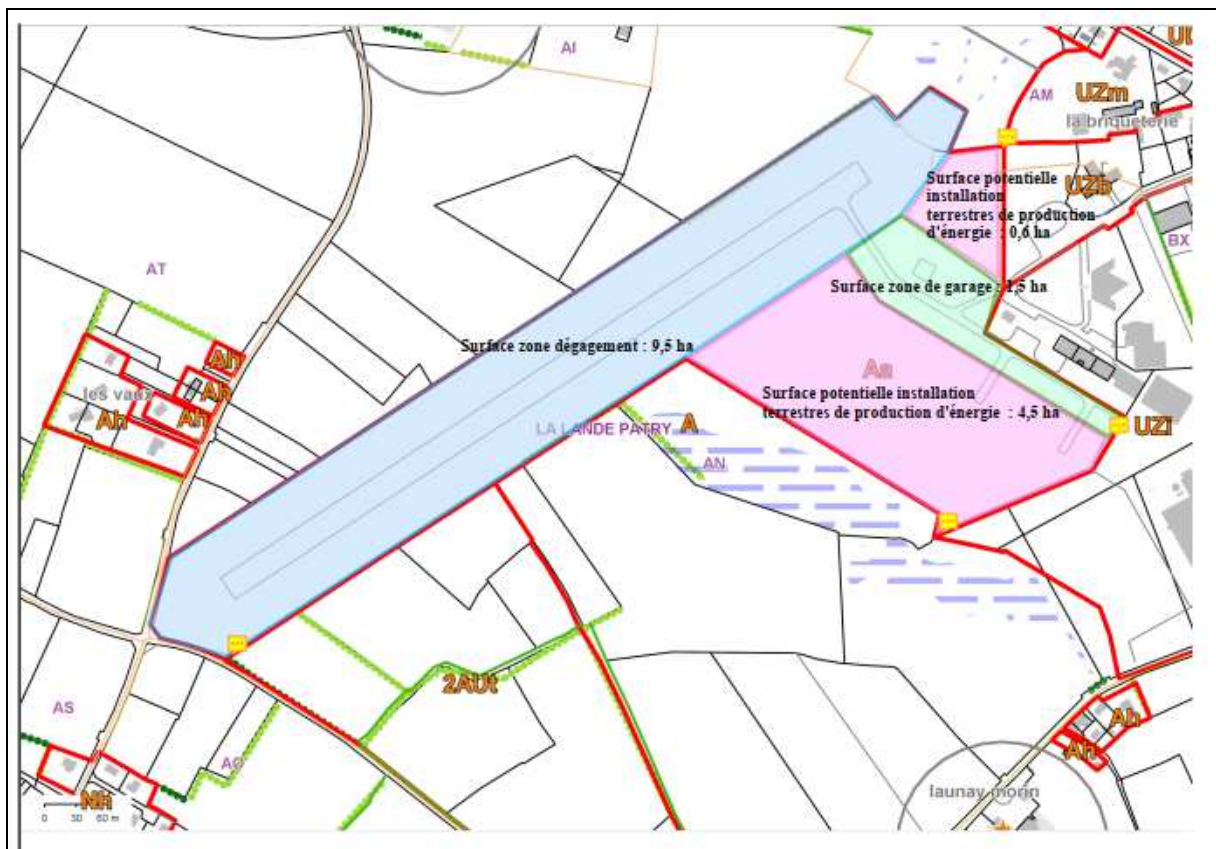 AI
UZm
AM
la briqueterie
Surface potentielle
installation
terrestres de production
d'énergie : 0,6 ha
UZb
BX
AT
Surface zone de garage : 1,5 ha
Surface zone dégagement : 9,5 ha
Ah
Aa
Ah
les vaux
Surface potentielle installation
terrestres de production d'énergie : 4,5 ha
Ah
Ah
LA LANDE PATRY
A
UZI
AN
2AUt
AS
Ah
Ah
launay morin
Nh
0 30 60 m